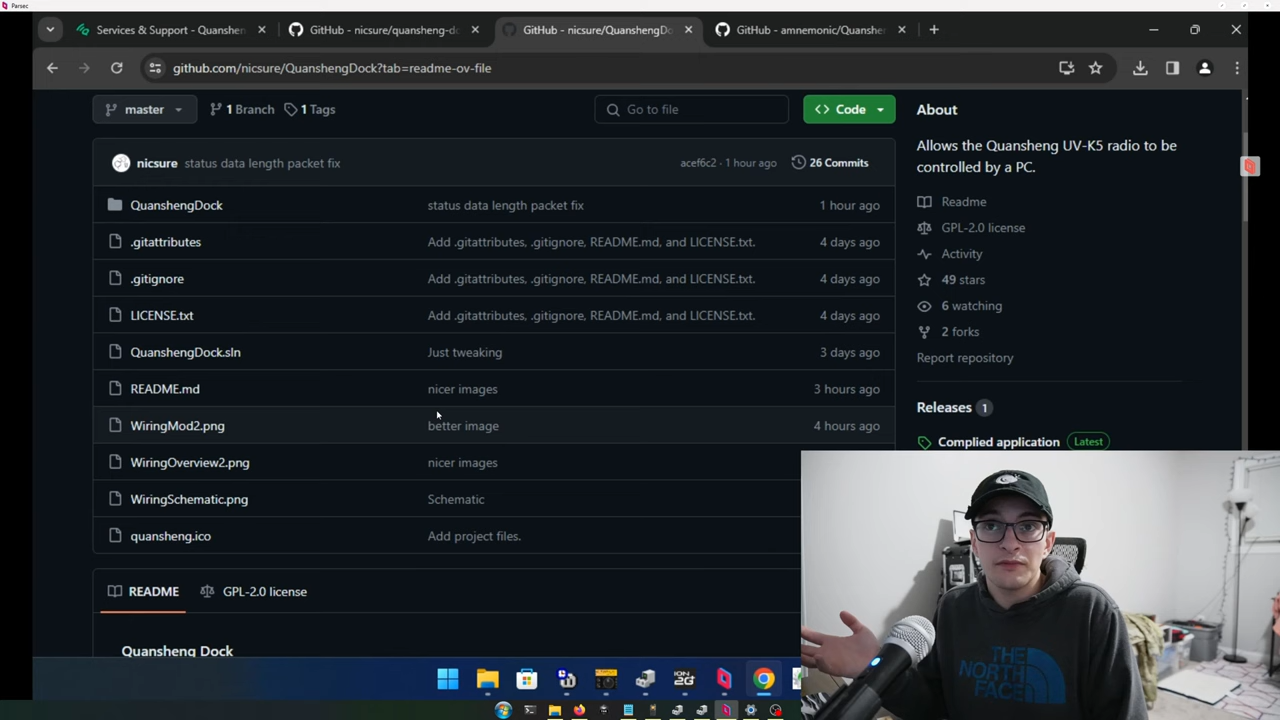 Parsec
Services & Support - Quanshen
GitHub - nicsure/quansheng-do
GitHub - nicsure/QuanshengDo
GitHub - amnemonic/Quanshen
github.com/nicsure/QuanshengDock?tab=readme-ov-file
master
1 Branch
1 Tags
Go to file
<> Code
About
Allows the Quansheng UV-K5 radio to be
controlled by a PC.
nicsure status data length packet fix
acef6c2 · 1 hour ago
26 Commits
QuanshengDock status data length packet fix 1 hour ago
.gitattributes Add .gitattributes, .gitignore, README.md, and LICENSE.txt. 4 days ago
.gitignore Add .gitattributes, .gitignore, README.md, and LICENSE.txt. 4 days ago
LICENSE.txt Add .gitattributes, .gitignore, README.md, and LICENSE.txt. 4 days ago
QuanshengDock.sln Just tweaking 3 days ago
README.md nicer images 3 hours ago
WiringMod2.png better image 4 hours ago
WiringOverview2.png nicer images
WiringSchematic.png Schematic
quansheng.ico Add project files.
README
GPL-2.0 license
Quansheng Dock
Readme
GPL-2.0 license
Activity
49 stars
6 watching
2 forks
Report repository
Releases 1
Complied application Latest
THE
NORTH
FACE